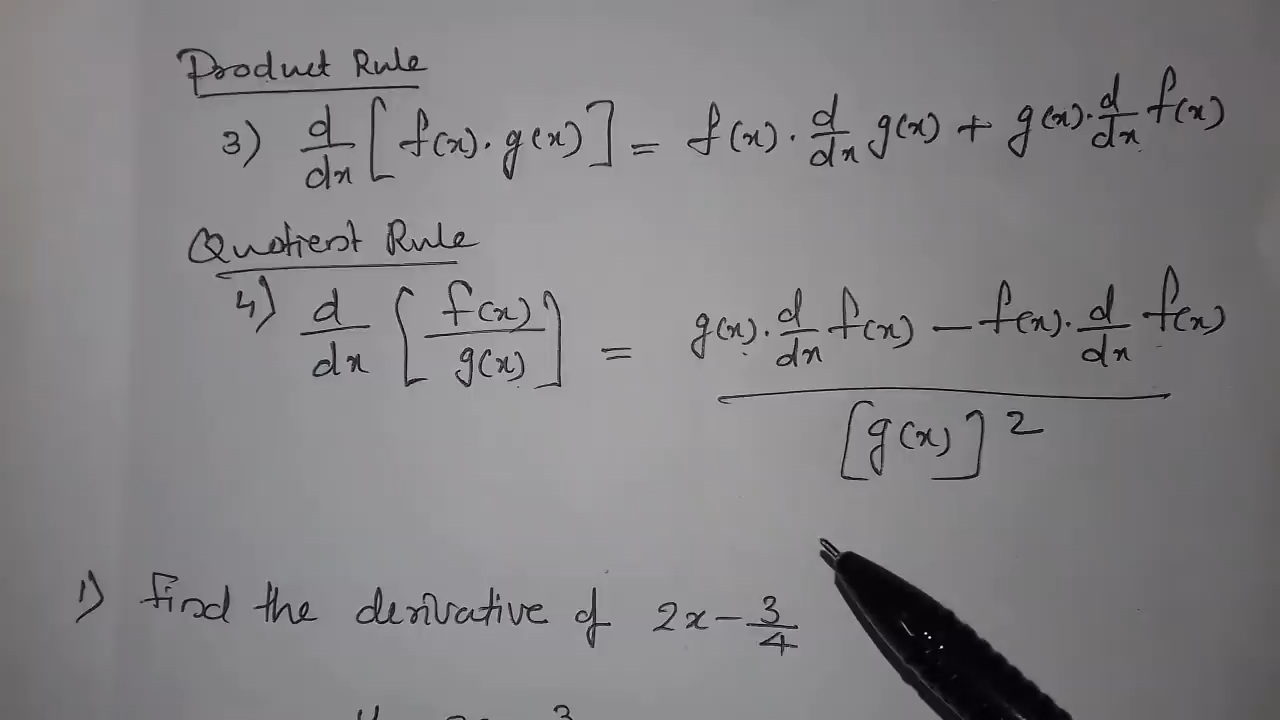 Product Rule
3) d/dx [f(x).g(x)] = f(x).d/dx g(x) + g(x).d/dx f(x)
Quotient Rule
4) d/dx [f(x)/g(x)] = g(x).d/dx f(x) - f(x).d/dx f(x) / [g(x)]²
1) find the derivative of 2x - 3/4